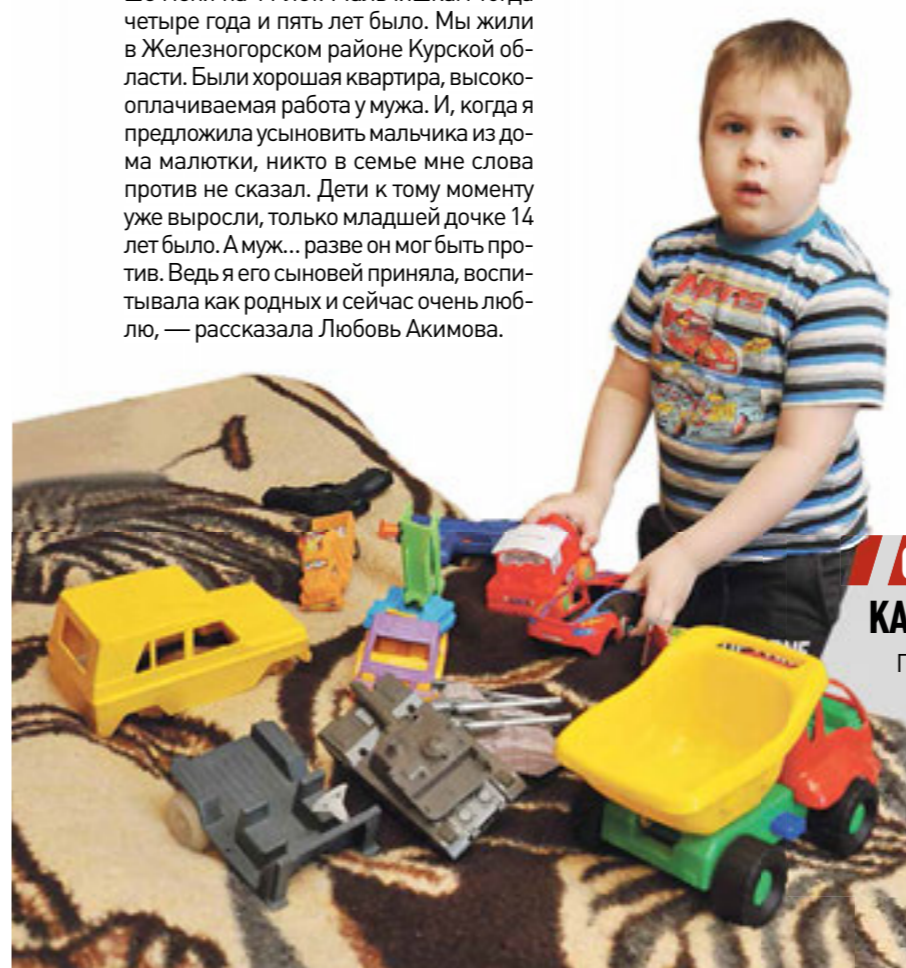 четыре года и пять лет было. Мы жили
в Железногорском районе Курской об-
ласти. Были хорошая квартира, высоко-
оплачиваемая работа у мужа. И, когда я
предложила усыновить мальчика из до-
ма малютки, никто в семье мне слова
против не сказал. Дети к тому моменту
уже выросли, только младшей дочке 14
лет было. А муж... разве он мог быть про-
тив. Ведь я его сыновей приняла, воспи-
тывала как родных и сейчас очень люб-
лю, — рассказала Любовь Акимова.
КА